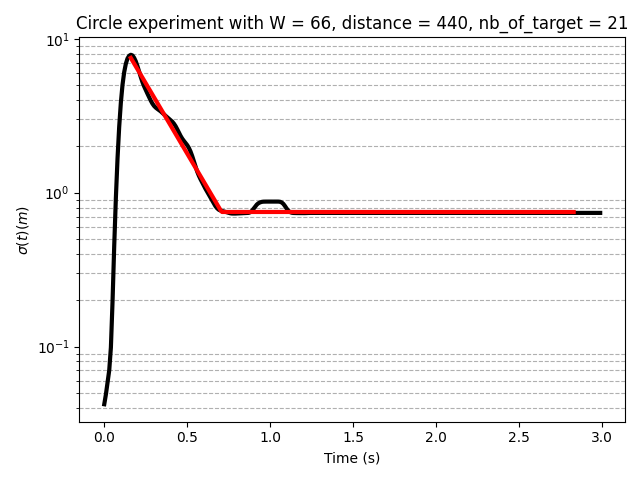 Circle experiment with W = 66, distance = 440, nb_of_target = 21
10¹
10⁰
10⁻¹
σ(t)(m)
0.0 0.5 1.0 1.5 2.0 2.5 3.0
Time (s)